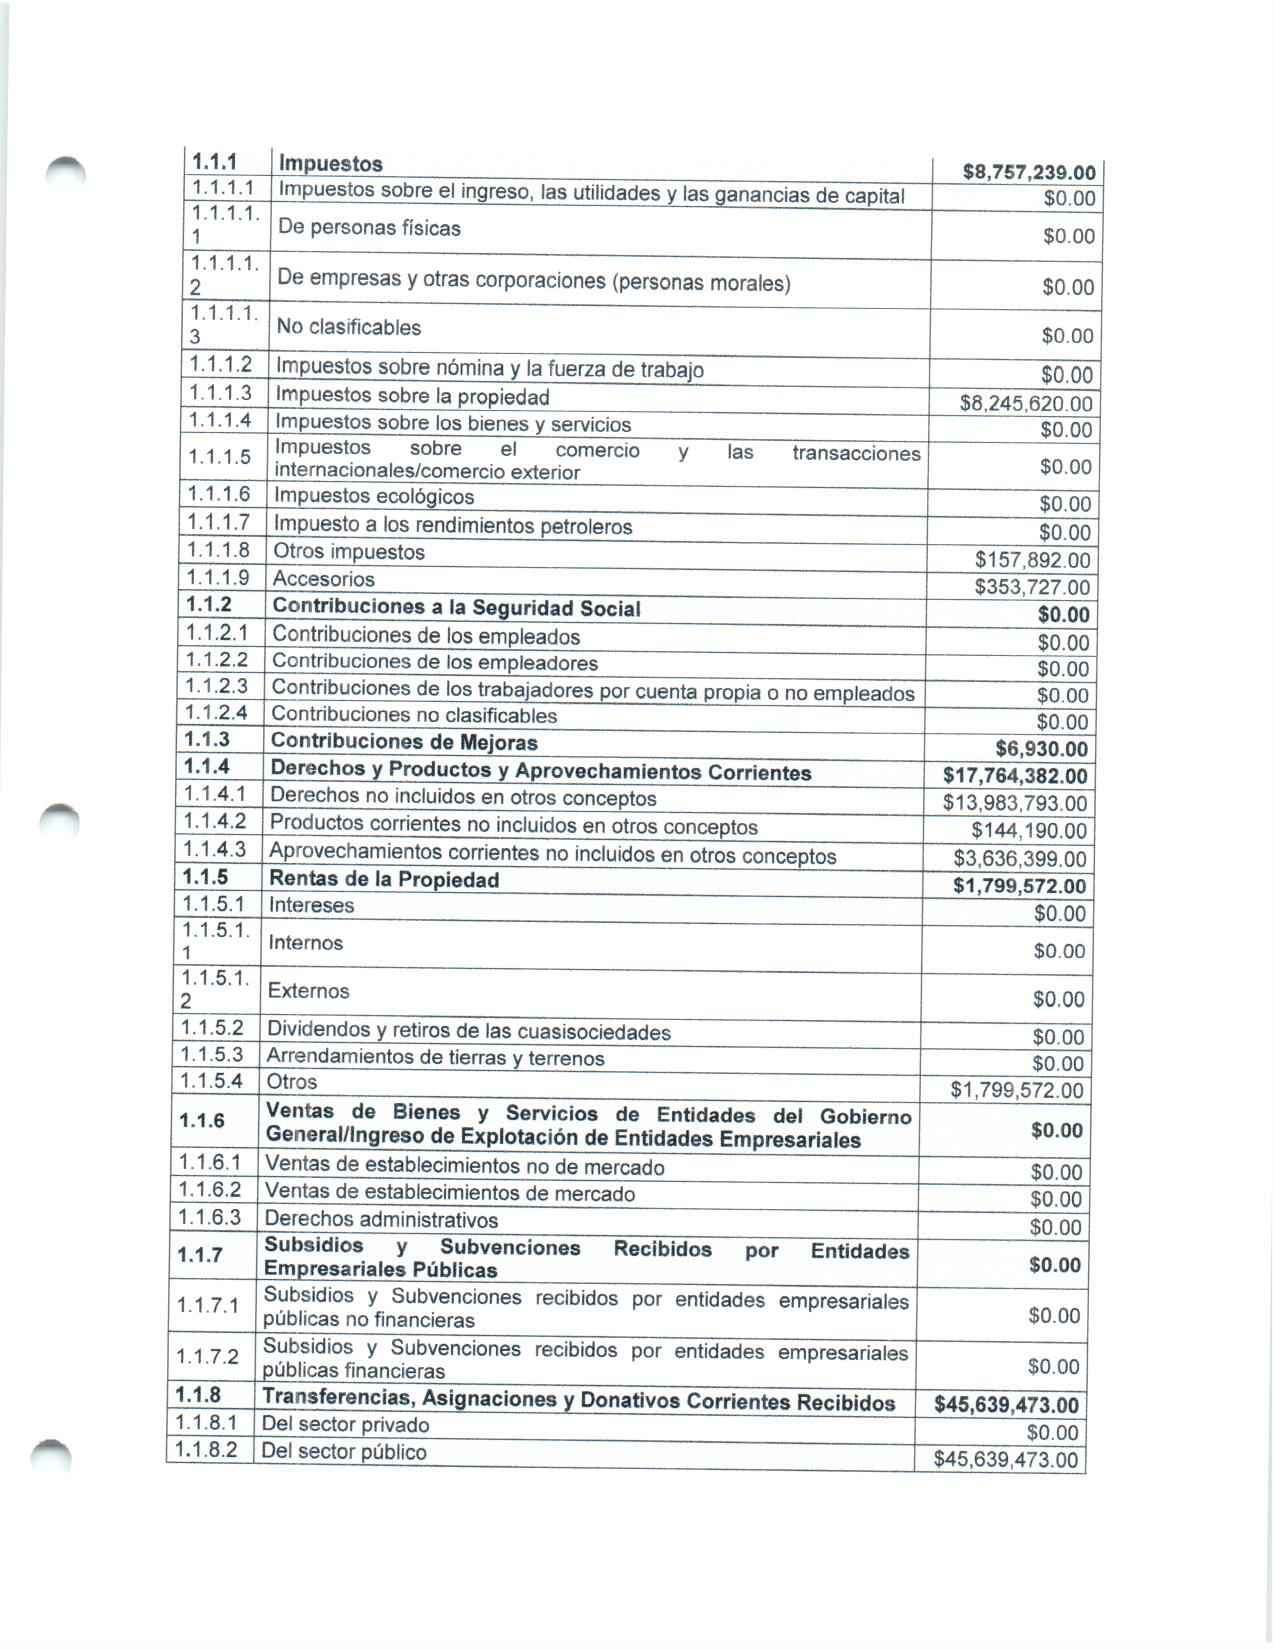 1.1.1 Impuestos $8,757,239.00
1.1.1.1 Impuestos sobre el ingreso, las utilidades y las ganancias de capital $0.00
1.1.1.1.
1 De personas físicas $0.00
1.1.1.1.
2 De empresas y otras corporaciones (personas morales) $0.00
1.1.1.1.
3 No clasificables $0.00
1.1.1.2 Impuestos sobre nómina y la fuerza de trabajo $0.00
1.1.1.3 Impuestos sobre la propiedad $8,245,620.00
1.1.1.4 Impuestos sobre los bienes y servicios $0.00
1.1.1.5 Impuestos sobre el comercio y las transacciones
internacionales/comercio exterior $0.00
1.1.1.6 Impuestos ecológicos $0.00
1.1.1.7 Impuesto a los rendimientos petroleros $0.00
1.1.1.8 Otros impuestos $157,892.00
1.1.1.9 Accesorios $353,727.00
1.1.2 Contribuciones a la Seguridad Social $0.00
1.1.2.1 Contribuciones de los empleados $0.00
1.1.2.2 Contribuciones de los empleadores $0.00
1.1.2.3 Contribuciones de los trabajadores por cuenta propia o no empleados $0.00
1.1.2.4 Contribuciones no clasificables $0.00
1.1.3 Contribuciones de Mejoras $6,930.00
1.1.4 Derechos y Productos y Aprovechamientos Corrientes $17,764,382.00
1.1.4.1 Derechos no incluidos en otros conceptos $13,983,793.00
1.1.4.2 Productos corrientes no incluidos en otros conceptos $144,190.00
1.1.4.3 Aprovechamientos corrientes no incluidos en otros conceptos $3,636,399.00
1.1.5 Rentas de la Propiedad $1,799,572.00
1.1.5.1 Intereses $0.00
1.1.5.1.
1 Internos $0.00
1.1.5.1.
2 Externos $0.00
1.1.5.2 Dividendos y retiros de las cuasisociedades $0.00
1.1.5.3 Arrendamientos de tierras y terrenos $0.00
1.1.5.4 Otros $1,799,572.00
1.1.6 Ventas de Bienes y Servicios de Entidades del Gobierno
General/Ingreso de Explotación de Entidades Empresariales $0.00
1.1.6.1 Ventas de establecimientos no de mercado $0.00
1.1.6.2 Ventas de establecimientos de mercado $0.00
1.1.6.3 Derechos administrativos $0.00
1.1.7 Subsidios y Subvenciones Recibidos por Entidades
Empresariales Públicas $0.00
1.1.7.1 Subsidios y Subvenciones recibidos por entidades empresariales
públicas no financieras $0.00
1.1.7.2 Subsidios y Subvenciones recibidos por entidades empresariales
públicas financieras $0.00
1.1.8 Transferencias, Asignaciones y Donativos Corrientes Recibidos $45,639,473.00
1.1.8.1 Del sector privado $0.00
1.1.8.2 Del sector público $45,639,473.00